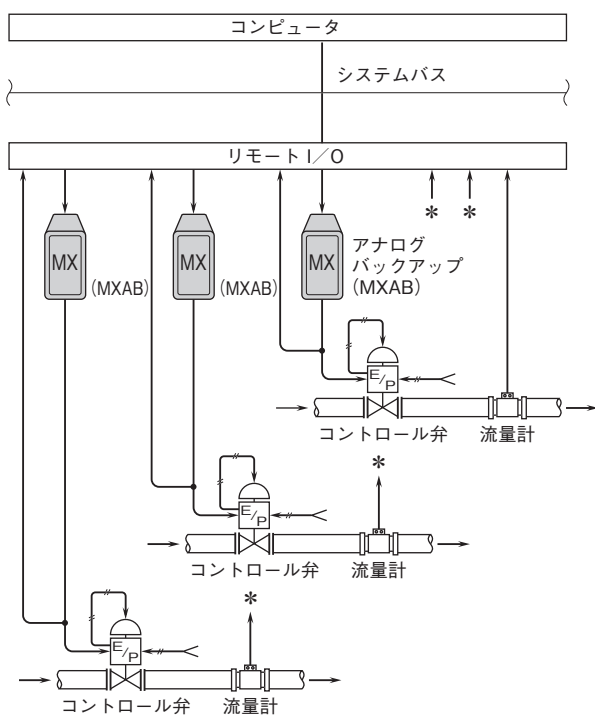 コンピュータ
システムバス
リモート I／O
* *
MX
(MXAB)
MX
(MXAB)
MX
アナログ
バックアップ
(MXAB)
E/P
コントロール弁 流量計
*
E/P
コントロール弁 流量計
*
E/P
コントロール弁 流量計